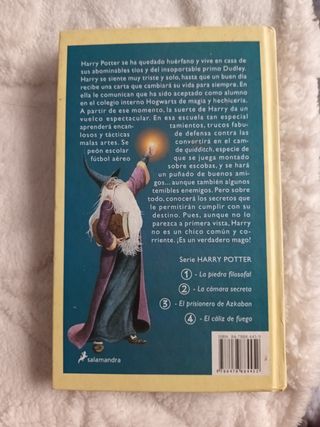 Harry Potter se ha quedado huérfano y vive en casa de
sus abominables tíos y del insoportable primo Dudley.
Harry se siente muy triste y solo, hasta que un buen día
recibe una carta que cambiará su vida para siempre. En
ella le comunican que ha sido aceptado como alumno
en el colegio interno Hogwarts de magia y hechicería.
A partir de ese momento, la suerte de Harry da un
vuelco espectacular. En esa escuela tan especial
aprenderá encantamientos, trucos fabu-
losos y tácticas de defensa contra las
malas artes. Se convertirá en el cam-
peón escolar de quidditch, especie de
fútbol aéreo que se juega montado
sobre escobas, y se hará
un puñado de buenos ami-
gos... aunque también algunos
temibles enemigos. Pero sobre
todo, conocerá los secretos que
le permitirán cumplir con su
destino. Pues, aunque no lo
parezca a primera vista, Harry
no es un chico común y co-
rriente. ¡Es un verdadero mago!
Serie HARRY POTTER
1 - La piedra filosofal
2 - La cámara secreta
3 - El prisionero de Azkaban
4 - El cáliz de fuego
salamandra